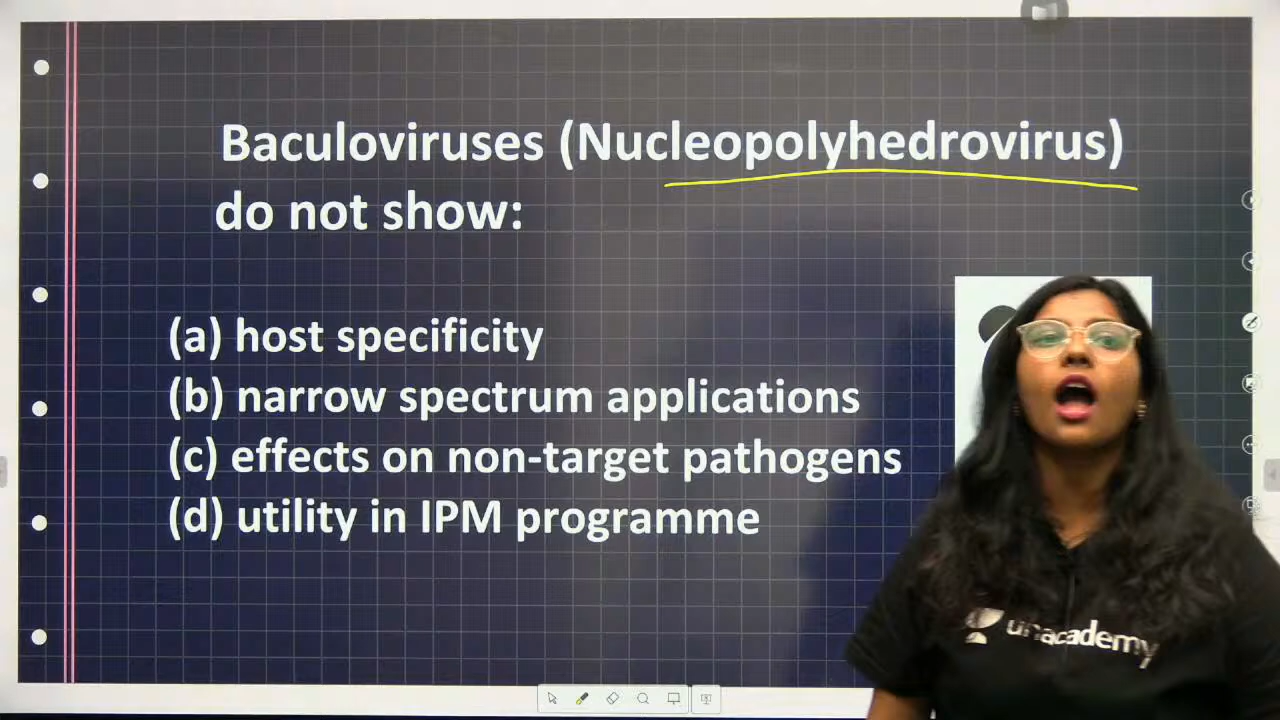 Baculoviruses (Nucleopolyhedrovirus)
do not show:
(a) host specificity
(b) narrow spectrum applications
(c) effects on non-target pathogens
(d) utility in IPM programme
unacademy